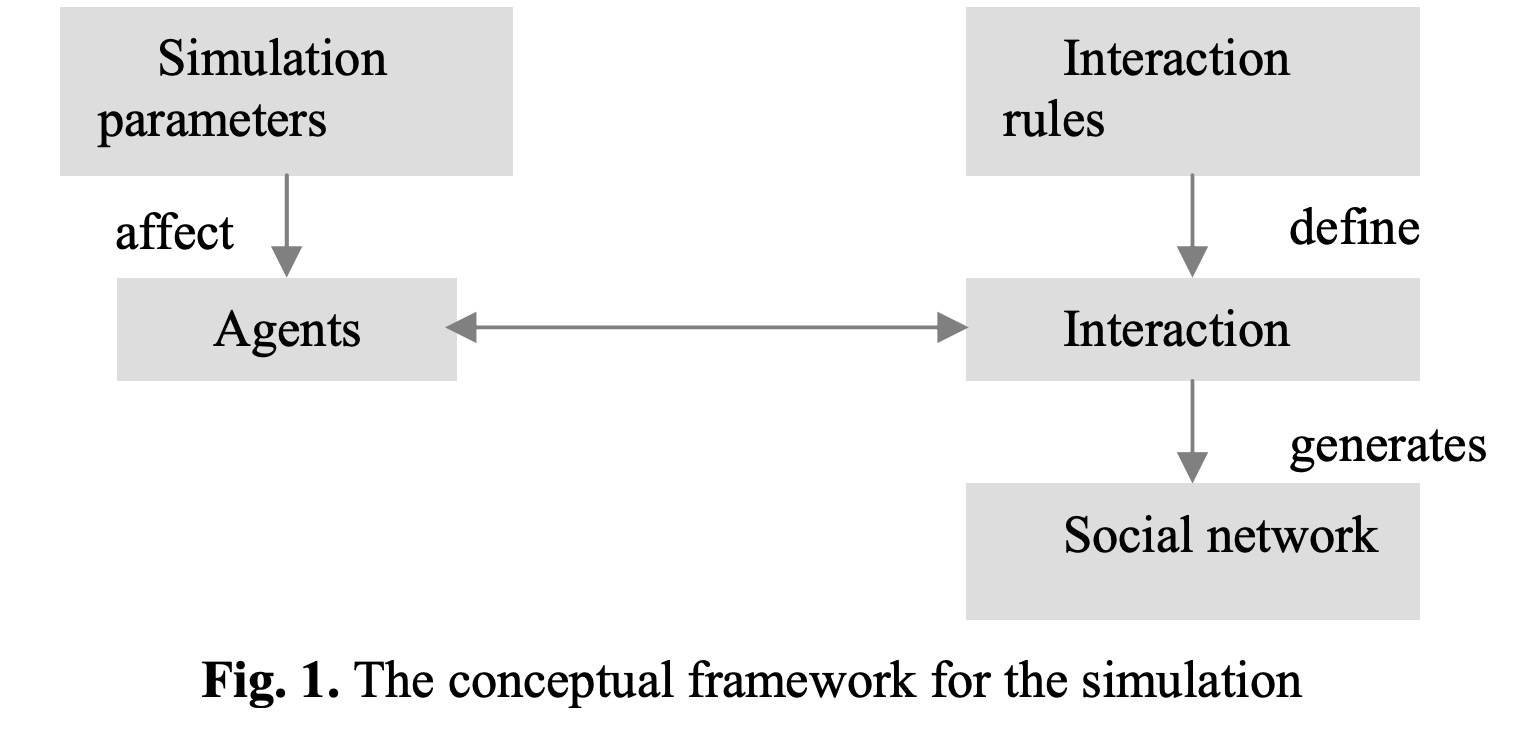 Simulation
parameters
Interaction
rules
affect
define
Agents
Interaction
generates
Social network
Fig. 1. The conceptual framework for the simulation